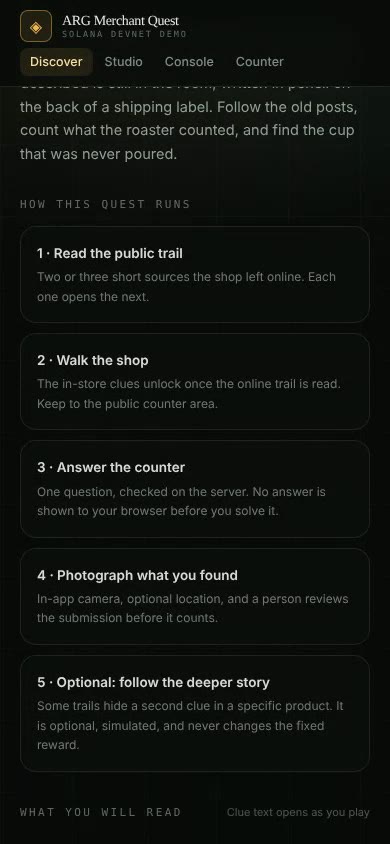 ARG Merchant Quest
SOLANA DEVNET DEMO
Discover Studio Console Counter
the back of a shipping label. Follow the old posts,
count what the roaster counted, and find the cup
that was never poured.
HOW THIS QUEST RUNS
1 · Read the public trail
Two or three short sources the shop left online. Each
one opens the next.
2 · Walk the shop
The in-store clues unlock once the online trail is read.
Keep to the public counter area.
3 · Answer the counter
One question, checked on the server. No answer is
shown to your browser before you solve it.
4 · Photograph what you found
In-app camera, optional location, and a person reviews
the submission before it counts.
5 · Optional: follow the deeper story
Some trails hide a second clue in a specific product. It
is optional, simulated, and never changes the fixed
reward.
WHAT YOU WILL READ Clue text opens as you play